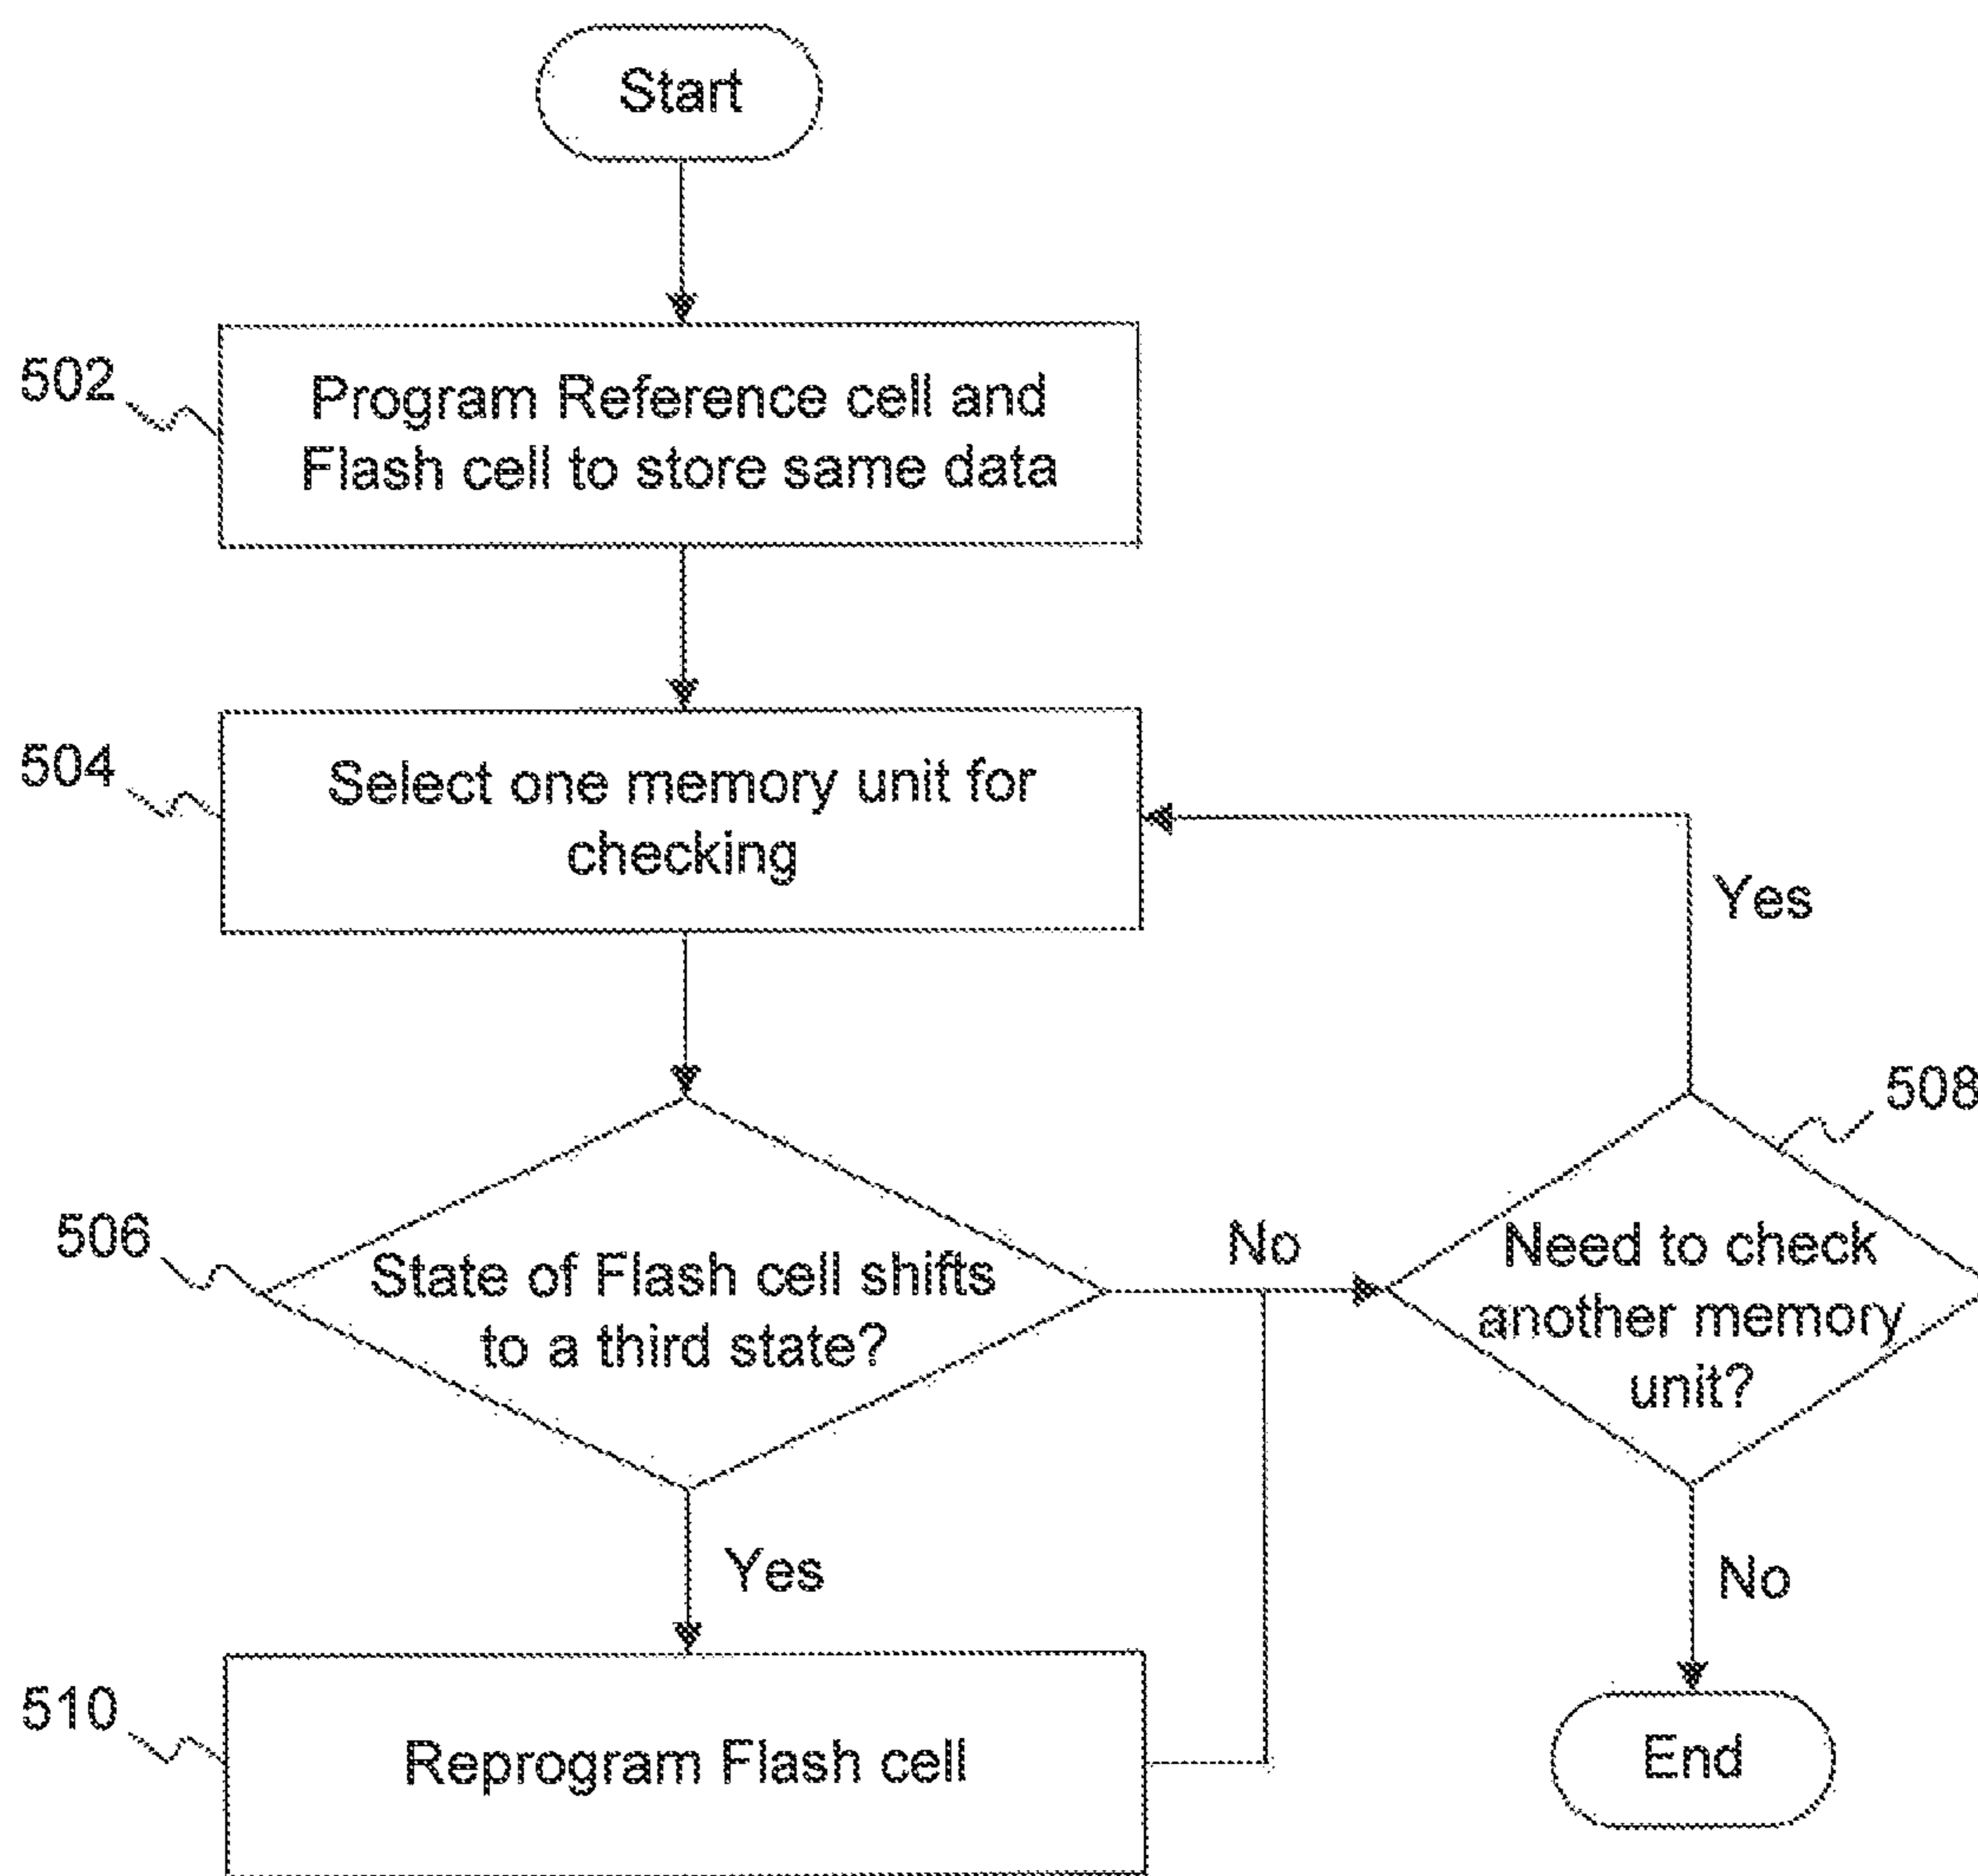 Start
502
Program Reference cell and
Flash cell to store same data
504
Select one memory unit for
checking
Yes
508
506
State of Flash cell shifts
to a third state?
No
Need to check
another memory
unit?
Yes
No
510
Reprogram Flash cell
End